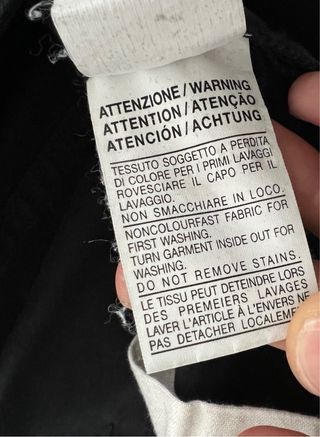 ATTENZIONE/WARNING
ATTENTION/ATENÇÃO
ATENCIÓN/ACHTUNG
TESSUTO SOGGETTO A PERDITA
DI COLORE PER I PRIMI LAVAGGI
ROVESCIARE IL CAPO PER IL
LAVAGGIO.
NON SMACCHIARE IN LOCO.
NONCOLOURFAST FABRIC FOR
FIRST WASHING.
TURN GARMENT INSIDE OUT FOR
WASHING.
DO NOT REMOVE STAINS.
LE TISSU PEUT DETEINDRE LORS
DES PREMEIERS LAVAGES
LAVER L'ARTICLE À L'ENVERS NE
PAS DETACHER LOCALEME